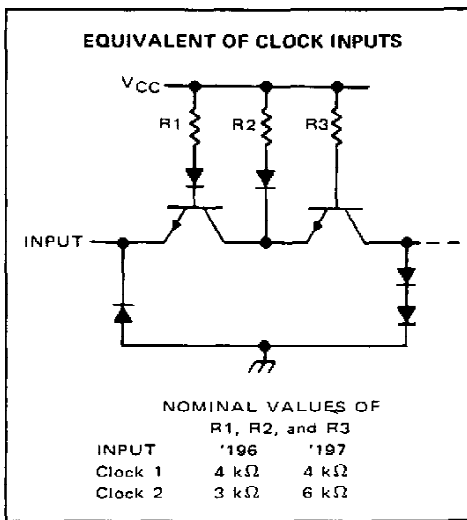 EQUIVALENT OF CLOCK INPUTS
VCC
R1 R2 R3
INPUT
NOMINAL VALUES OF
R1, R2, and R3
INPUT '196 '197
Clock 1 4 kΩ 4 kΩ
Clock 2 3 kΩ 6 kΩ